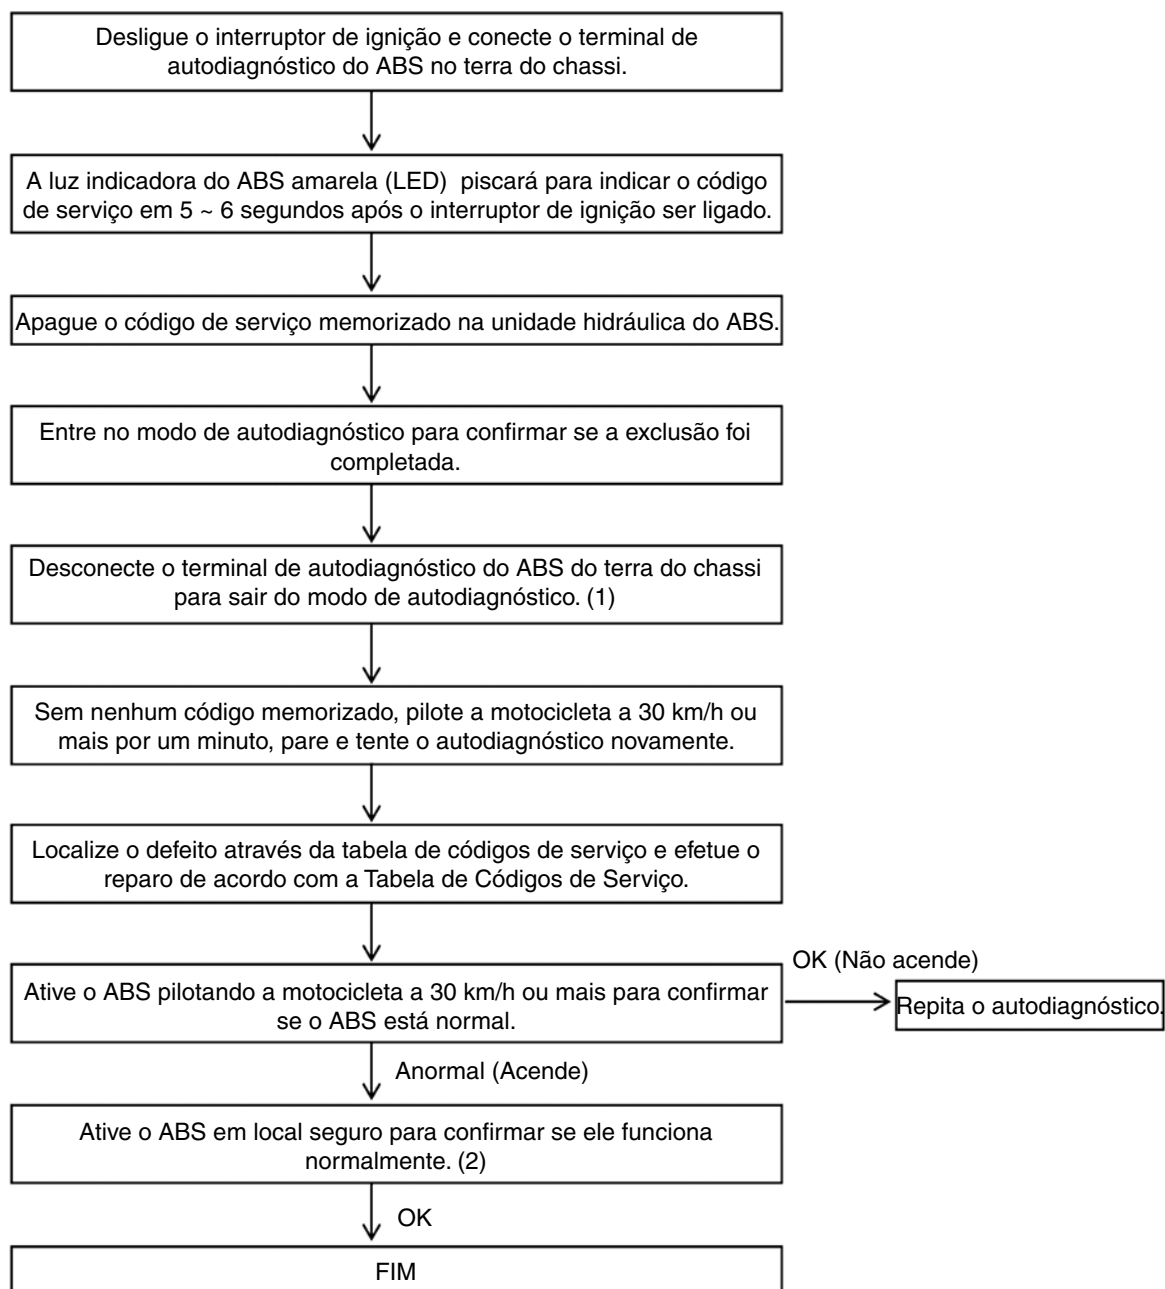 Desligue o interruptor de ignição e conecte o terminal de
autodiagnóstico do ABS no terra do chassi.
A luz indicadora do ABS amarela (LED) piscará para indicar o código
de serviço em 5 ~ 6 segundos após o interruptor de ignição ser ligado.
Apague o código de serviço memorizado na unidade hidráulica do ABS.
Entre no modo de autodiagnóstico para confirmar se a exclusão foi
completada.
Desconecte o terminal de autodiagnóstico do ABS do terra do chassi
para sair do modo de autodiagnóstico. (1)
Sem nenhum código memorizado, pilote a motocicleta a 30 km/h ou
mais por um minuto, pare e tente o autodiagnóstico novamente.
Localize o defeito através da tabela de códigos de serviço e efetue o
reparo de acordo com a Tabela de Códigos de Serviço.
Ative o ABS pilotando a motocicleta a 30 km/h ou mais para confirmar
se o ABS está normal.
OK (Não acende)
Repita o autodiagnóstico.
Anormal (Acende)
Ative o ABS em local seguro para confirmar se ele funciona
normalmente. (2)
OK
FIM